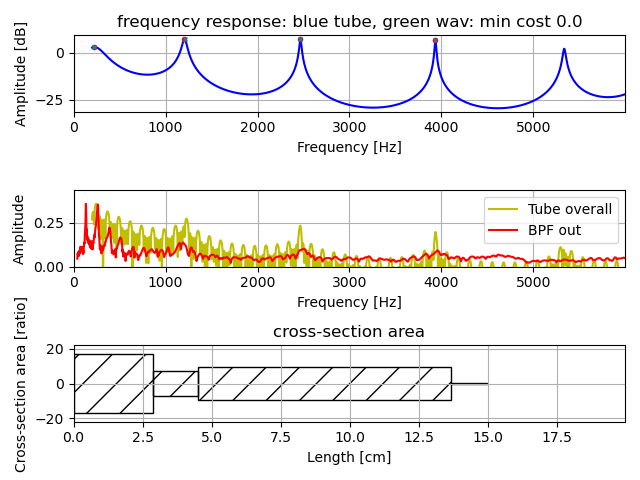 frequency response: blue tube, green wav: min cost 0.0
Amplitude [dB]
0
−25
0 1000 2000 3000 4000 5000
Frequency [Hz]
Amplitude
0.25
0.00
Tube overall
BPF out
0 1000 2000 3000 4000 5000
Frequency [Hz]
cross-section area
Cross-section area [ratio]
20
0
−20
0.0 2.5 5.0 7.5 10.0 12.5 15.0 17.5
Length [cm]